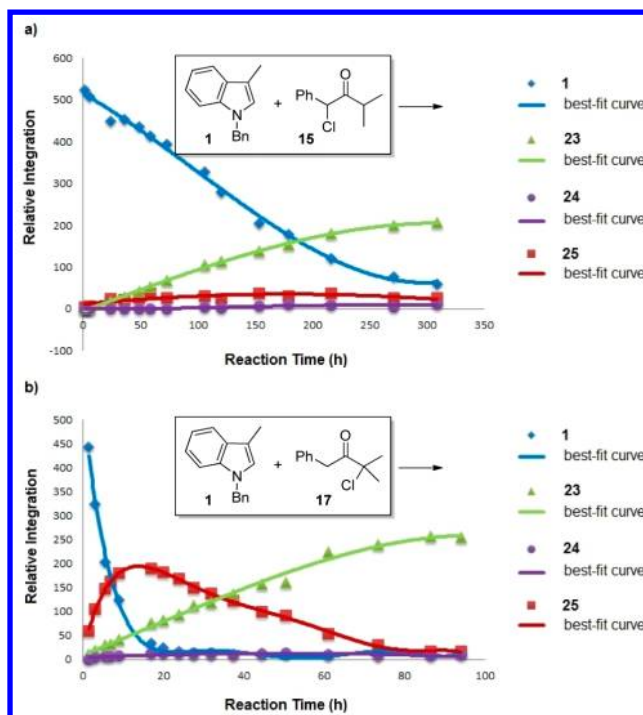 a)
600
500
400
300
200
100
0
-100
Relative Integration
0 50 100 150 200 250 300 350
Reaction Time (h)
N
Bn
1
+
Ph
O
Cl
15
1
best-fit curve
23
best-fit curve
24
best-fit curve
25
best-fit curve
b)
500
450
400
350
300
250
200
150
100
50
0
Relative Integration
0 20 40 60 80 100
Reaction Time (h)
N
Bn
1
+
Ph
O
Cl
17
1
best-fit curve
23
best-fit curve
24
best-fit curve
25
best-fit curve